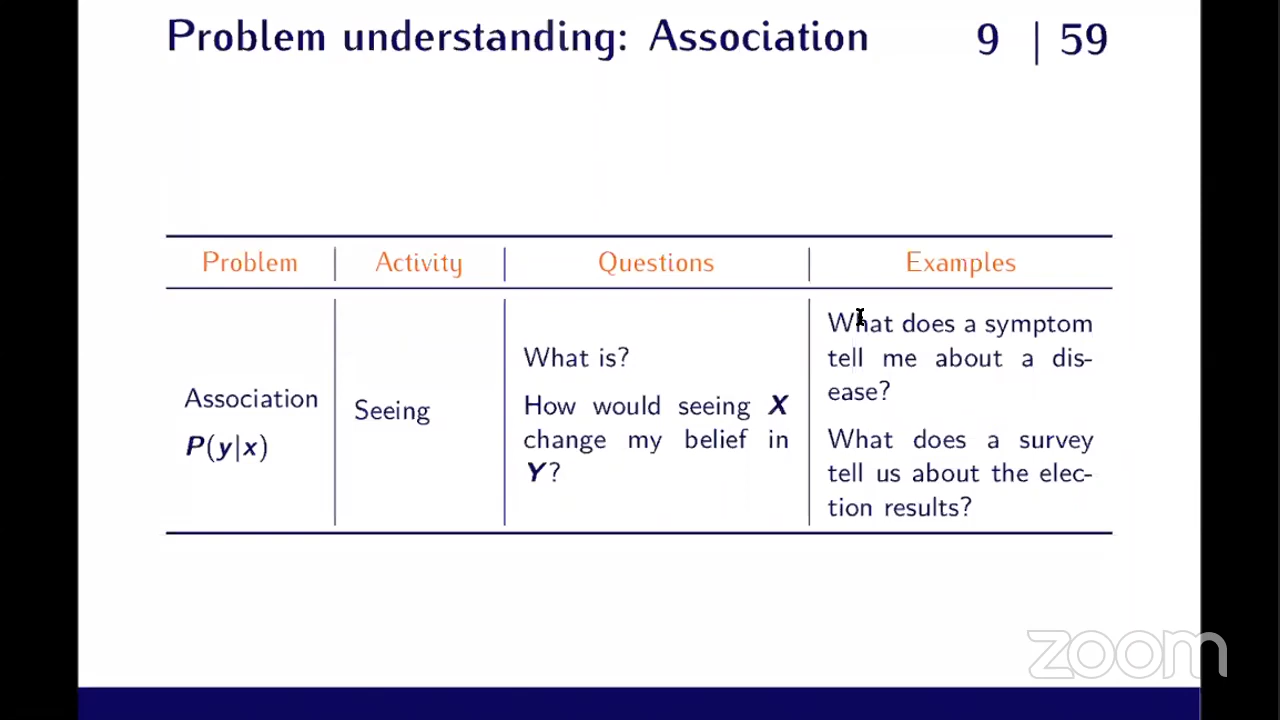 Problem understanding: Association 9 | 59
Problem Activity Questions Examples
Association
P(y|x)
Seeing
What is?
How would seeing X
change my belief in
Y?
What does a symptom
tell me about a dis-
ease?
What does a survey
tell us about the elec-
tion results?
zoom